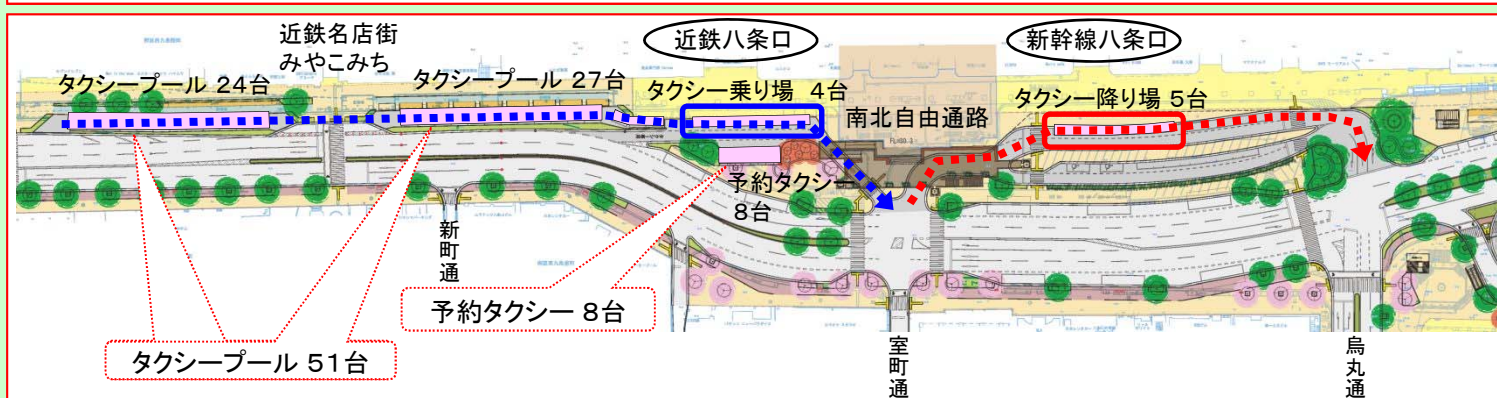 近鉄名店街
みやこみち
近鉄八条口
新幹線八条口
タクシープール 24台
タクシープール 27台
タクシー乗り場 4台
南北自由通路
タクシー降り場 5台
予約タクシー
8台
新町通
予約タクシー 8台
タクシープール 51台
室町通
烏丸通